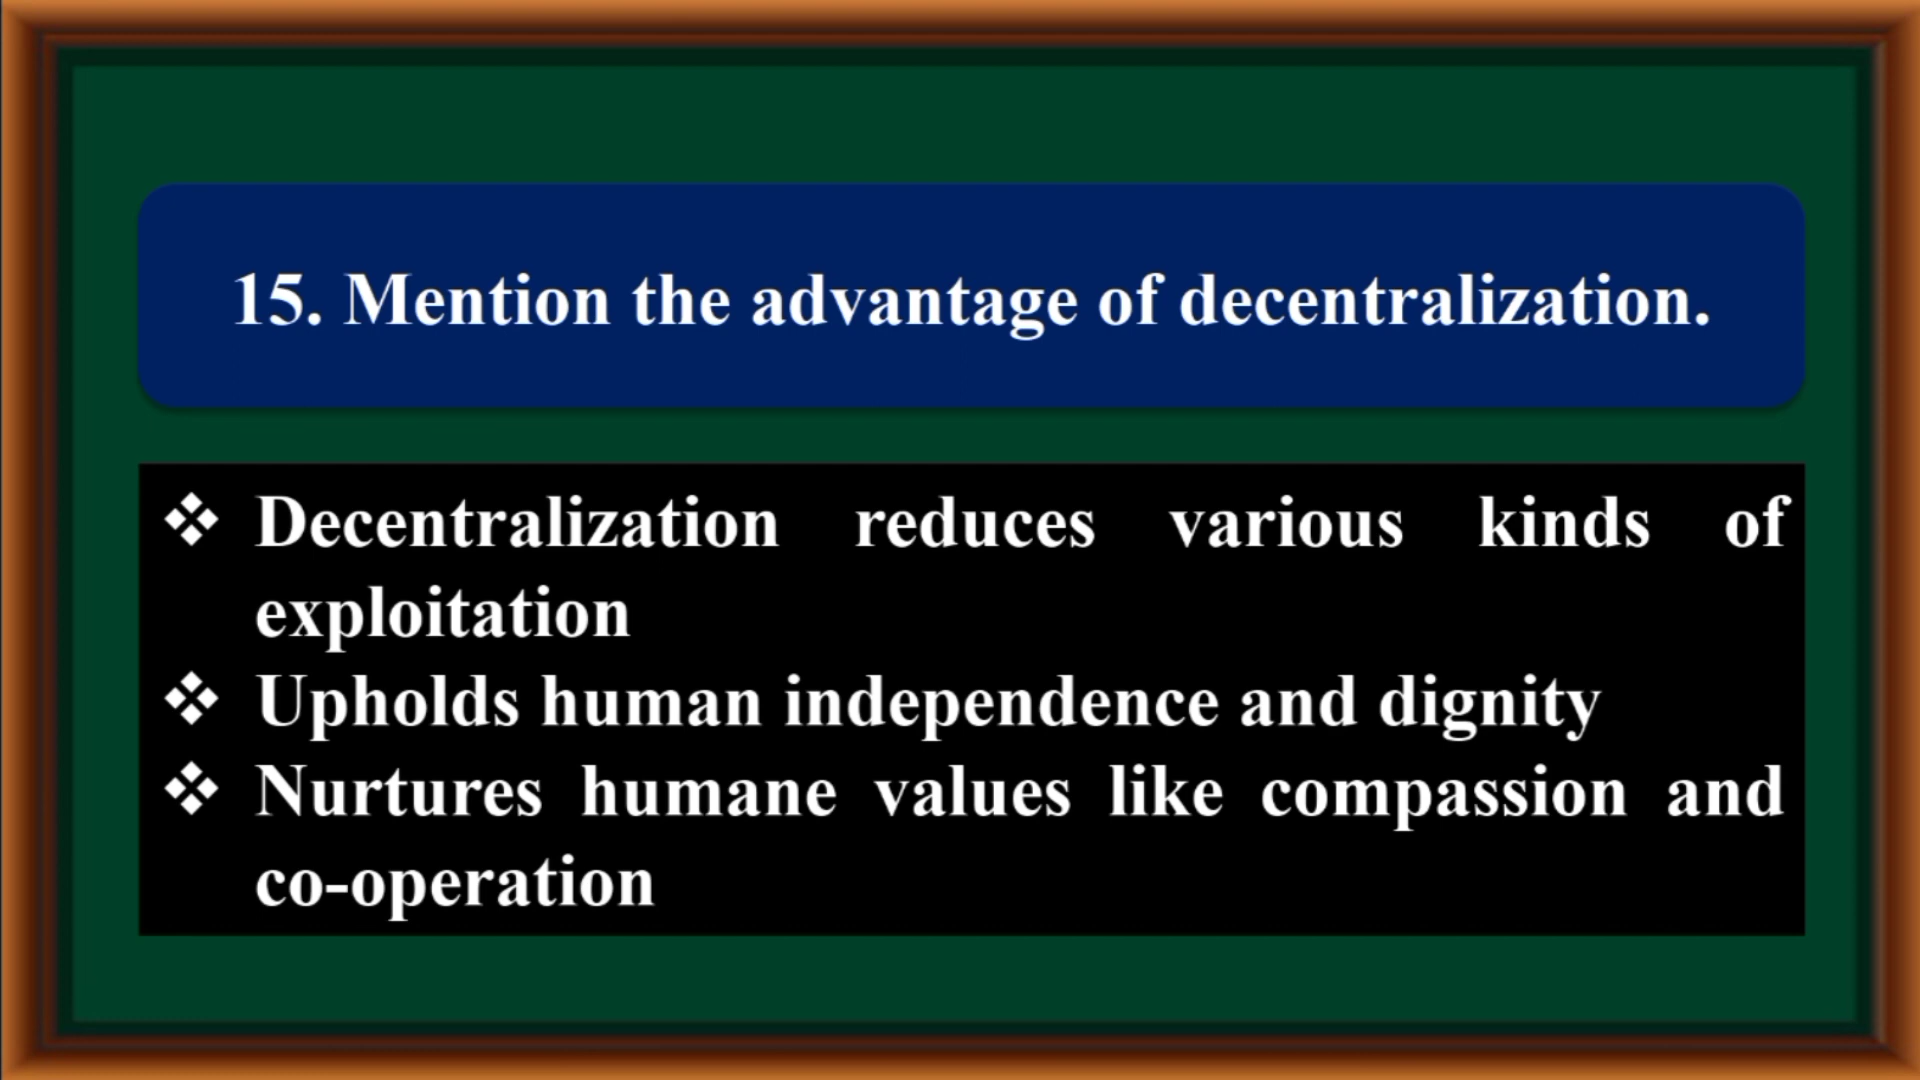 15. Mention the advantage of decentralization.
❖ Decentralization reduces various kinds of
exploitation
❖ Upholds human independence and dignity
❖ Nurtures humane values like compassion and
co-operation